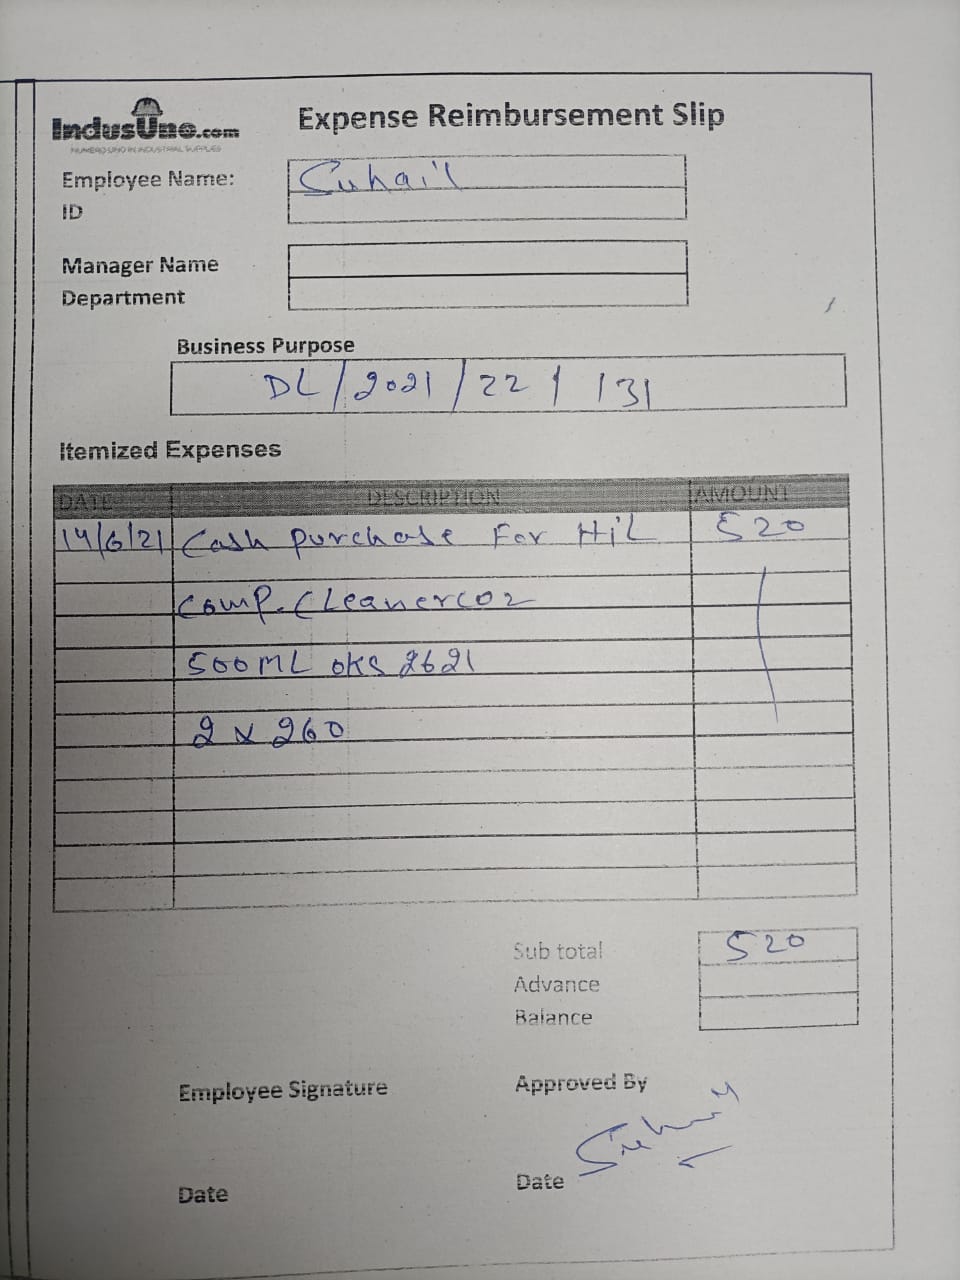 IndusUno.com
NUMERO UNO IN INDUSTRIAL SUPPLIES
Expense Reimbursement Slip
Employee Name: Suhail
ID
Manager Name
Department
Business Purpose
DL/2021/22/131
Itemized Expenses
DATE DESCRIPTION AMOUNT
14/6/21 Cash purchase For HiL 520
Comp. Cleanercoz
500ML OKS 2621
2 x 260
Sub total 520
Advance
Balance
Employee Signature
Approved By
Suhail
Date
Date